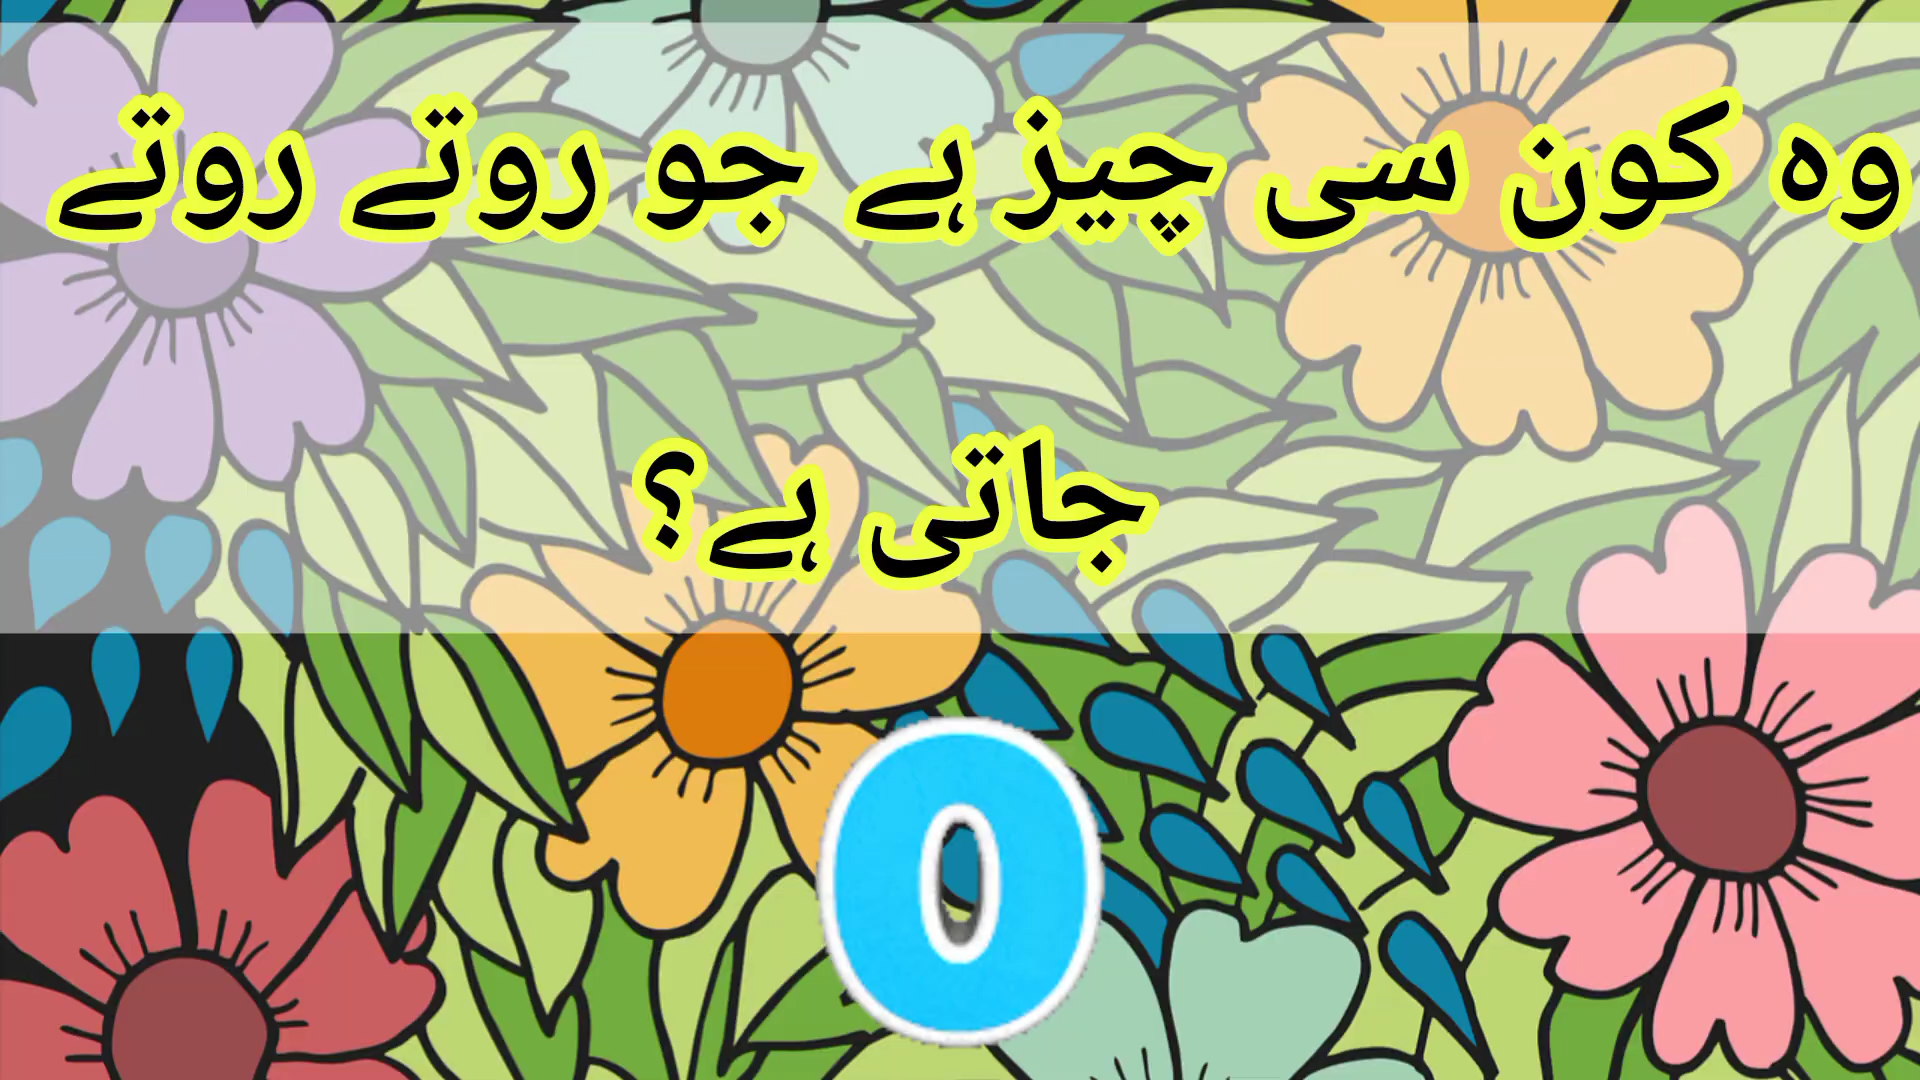 وہ کون سی چیز ہے جو روتے روتے
جاتی ہے؟
0